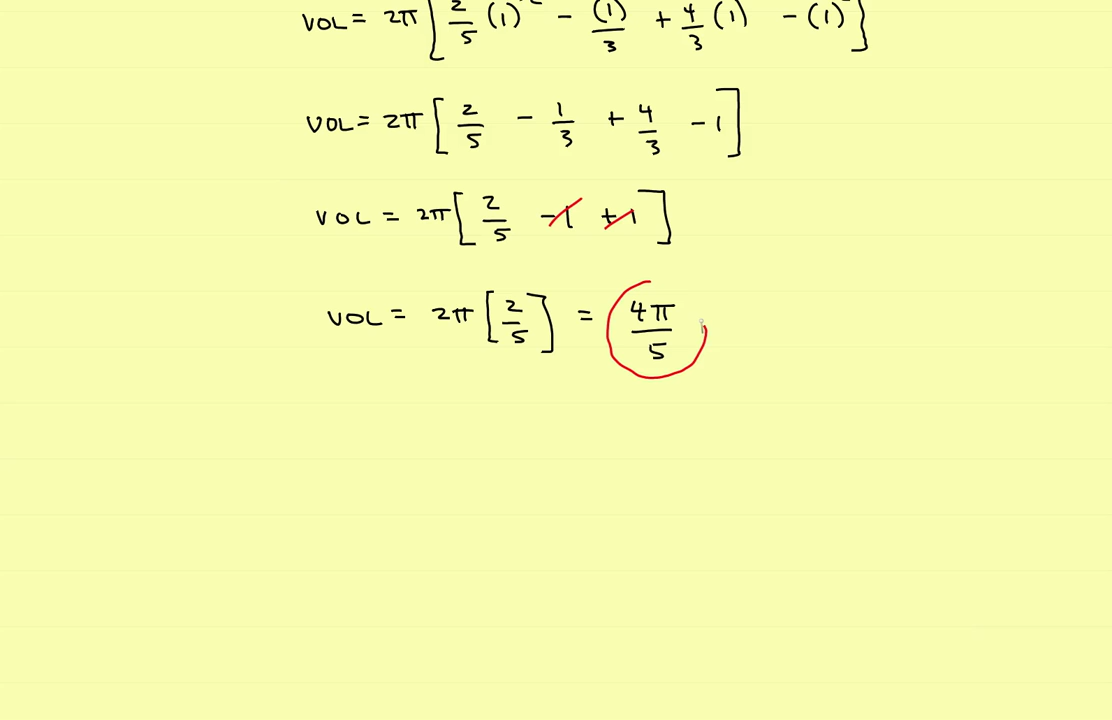 VOL = 2π [ 2/5 (1) - (1)/3 + 4/3 (1) - (1) ]
VOL = 2π [ 2/5 - 1/3 + 4/3 - 1 ]
VOL = 2π [ 2/5 - 1 + 1 ]
VOL = 2π [ 2/5 ] = 4π/5